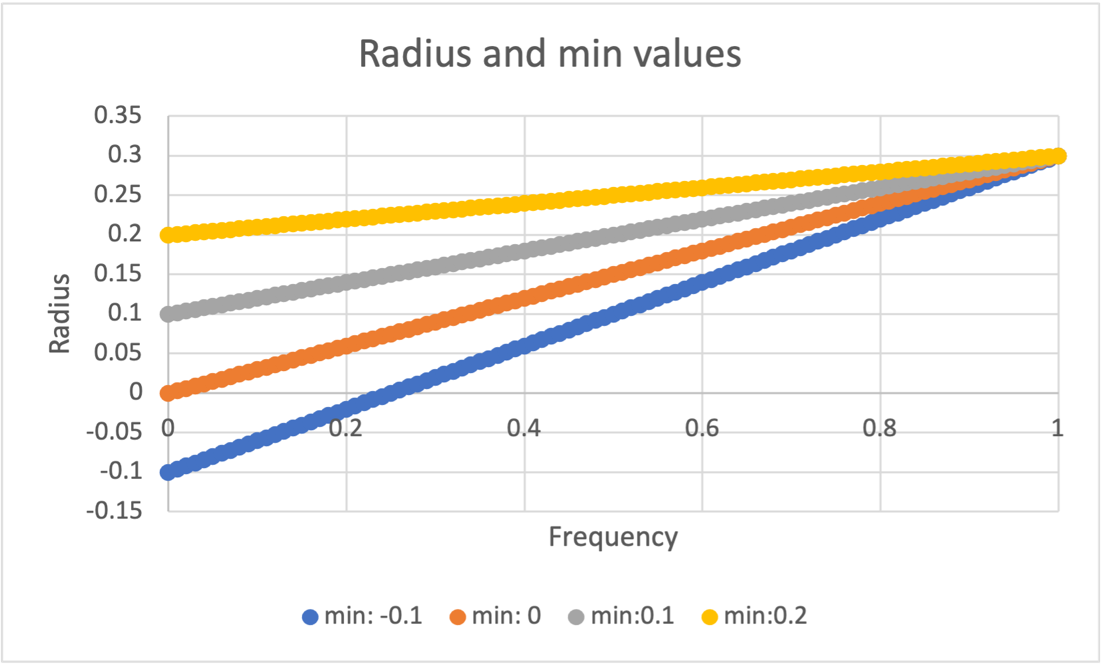 Radius and min values
0.35
0.3
0.25
0.2
0.15
0.1
0.05
0
-0.05
-0.1
-0.15
Radius
0 0.2 0.4 0.6 0.8 1
Frequency
min: -0.1 min: 0 min:0.1 min:0.2